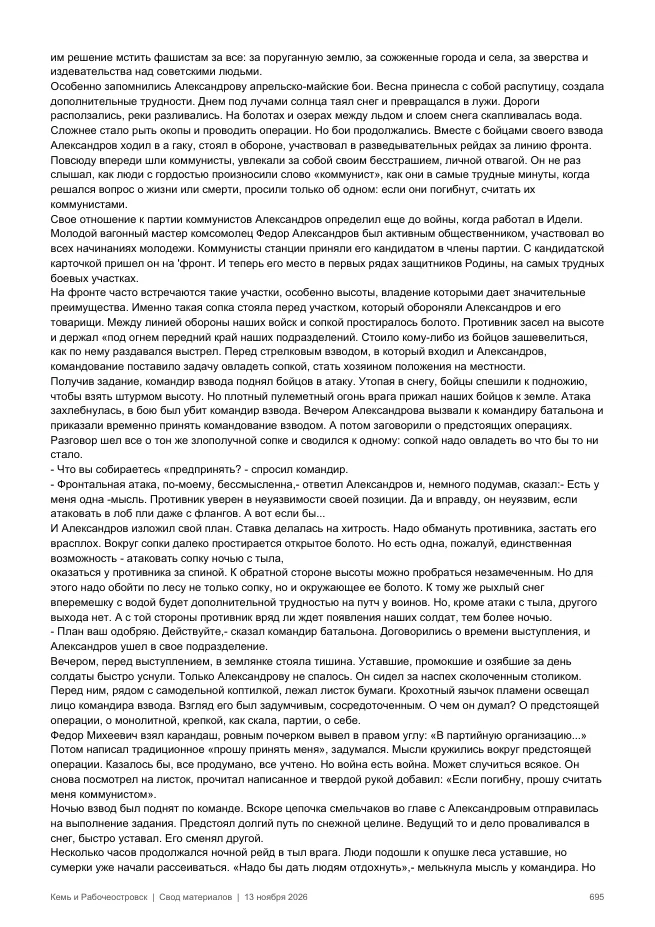 им решение мстить фашистам за все: за поруганную землю, за сожженные города и села, за зверства и
издевательства над советскими людьми.
Особенно запомнились Александрову апрельско-майские бои. Весна принесла с собой распутицу, создала
дополнительные трудности. Днем под лучами солнца таял снег и превращался в лужи. Дороги
расползались, реки разливались. На болотах и озерах между льдом и слоем снега скапливалась вода.
Сложнее стало рыть окопы и проводить операции. Но бои продолжались. Вместе с бойцами своего взвода
Александров ходил в а гаку, стоял в обороне, участвовал в разведывательных рейдах за линию фронта.
Повсюду впереди шли коммунисты, увлекали за собой своим бесстрашием, личной отвагой. Он не раз
слышал, как люди с гордостью произносили слово «коммунист», как они в самые трудные минуты, когда
решался вопрос о жизни или смерти, просили только об одном: если они погибнут, считать их
коммунистами.
Свое отношение к партии коммунистов Александров определил еще до войны, когда работал в Идели.
Молодой вагонный мастер комсомолец Федор Александров был активным общественником, участвовал во
всех начинаниях молодежи. Коммунисты станции приняли его кандидатом в члены партии. С кандидатской
карточкой пришел он на 'фронт. И теперь его место в первых рядах защитников Родины, на самых трудных
боевых участках.
На фронте часто встречаются такие участки, особенно высоты, владение которыми дает значительные
преимущества. Именно такая сопка стояла перед участком, который обороняли Александров и его
товарищи. Между линией обороны наших войск и сопкой простиралось болото. Противник засел на высоте
и держал «под огнем передний край наших подразделений. Стоило кому-либо из бойцов зашевелиться,
как по нему раздавался выстрел. Перед стрелковым взводом, в который входил и Александров,
командование поставило задачу овладеть сопкой, стать хозяином положения на местности.
Получив задание, командир взвода поднял бойцов в атаку. Утопая в снегу, бойцы спешили к подножию,
чтобы взять штурмом высоту. Но плотный пулеметный огонь врага прижал наших бойцов к земле. Атака
захлебнулась, в бою был убит командир взвода. Вечером Александрова вызвали к командиру батальона и
приказали временно принять командование взводом. А потом заговорили о предстоящих операциях.
Разговор шел все о тон же злополучной сопке и сводился к одному: сопкой надо овладеть во что бы то ни
стало.
- Что вы собираетесь «предпринять? - спросил командир.
- Фронтальная атака, по-моему, бессмысленна,- ответил Александров и, немного подумав, сказал:- Есть у
меня одна -мысль. Противник уверен в неуязвимости своей позиции. Да и вправду, он неуязвим, если
атаковать в лоб пли даже с флангов. А вот если бы...
И Александров изложил свой план. Ставка делалась на хитрость. Надо обмануть противника, застать его
врасплох. Вокруг сопки далеко простирается открытое болото. Но есть одна, пожалуй, единственная
возможность - атаковать сопку ночью с тыла,
оказаться у противника за спиной. К обратной стороне высоты можно пробраться незамеченным. Но для
этого надо обойти по лесу не только сопку, но и окружающее ее болото. К тому же рыхлый снег
вперемешку с водой будет дополнительной трудностью на путч у воинов. Но, кроме атаки с тыла, другого
выхода нет. А с той стороны противник вряд ли ждет появления наших солдат, тем более ночью.
- План ваш одобряю. Действуйте,- сказал командир батальона. Договорились о времени выступления, и
Александров ушел в свое подразделение.
Вечером, перед выступлением, в землянке стояла тишина. Уставшие, промокшие и озябшие за день
солдаты быстро уснули. Только Александрову не спалось. Он сидел за наспех сколоченным столиком.
Перед ним, рядом с самодельной коптилкой, лежал листок бумаги. Крохотный язычок пламени освещал
лицо командира взвода. Взгляд его был задумчивым, сосредоточенным. О чем он думал? О предстоящей
операции, о монолитной, крепкой, как скала, партии, о себе.
Федор Михеевич взял карандаш, ровным почерком вывел в правом углу: «В партийную организацию...»
Потом написал традиционное «прошу принять меня», задумался. Мысли кружились вокруг предстоящей
операции. Казалось бы, все продумано, все учтено. Но война есть война. Может случиться всякое. Он
снова посмотрел на листок, прочитал написанное и твердой рукой добавил: «Если погибну, прошу считать
меня коммунистом».
Ночью взвод был поднят по команде. Вскоре цепочка смельчаков во главе с Александровым отправилась
на выполнение задания. Предстоял долгий путь по снежной целине. Ведущий то и дело проваливался в
снег, быстро уставал. Его сменял другой.
Несколько часов продолжался ночной рейд в тыл врага. Люди подошли к опушке леса уставшие, но
сумерки уже начали рассеиваться. «Надо бы дать людям отдохнуть»,- мелькнула мысль у командира. Но
Кемь и Рабочеостровск | Свод материалов | 13 ноября 2026
695